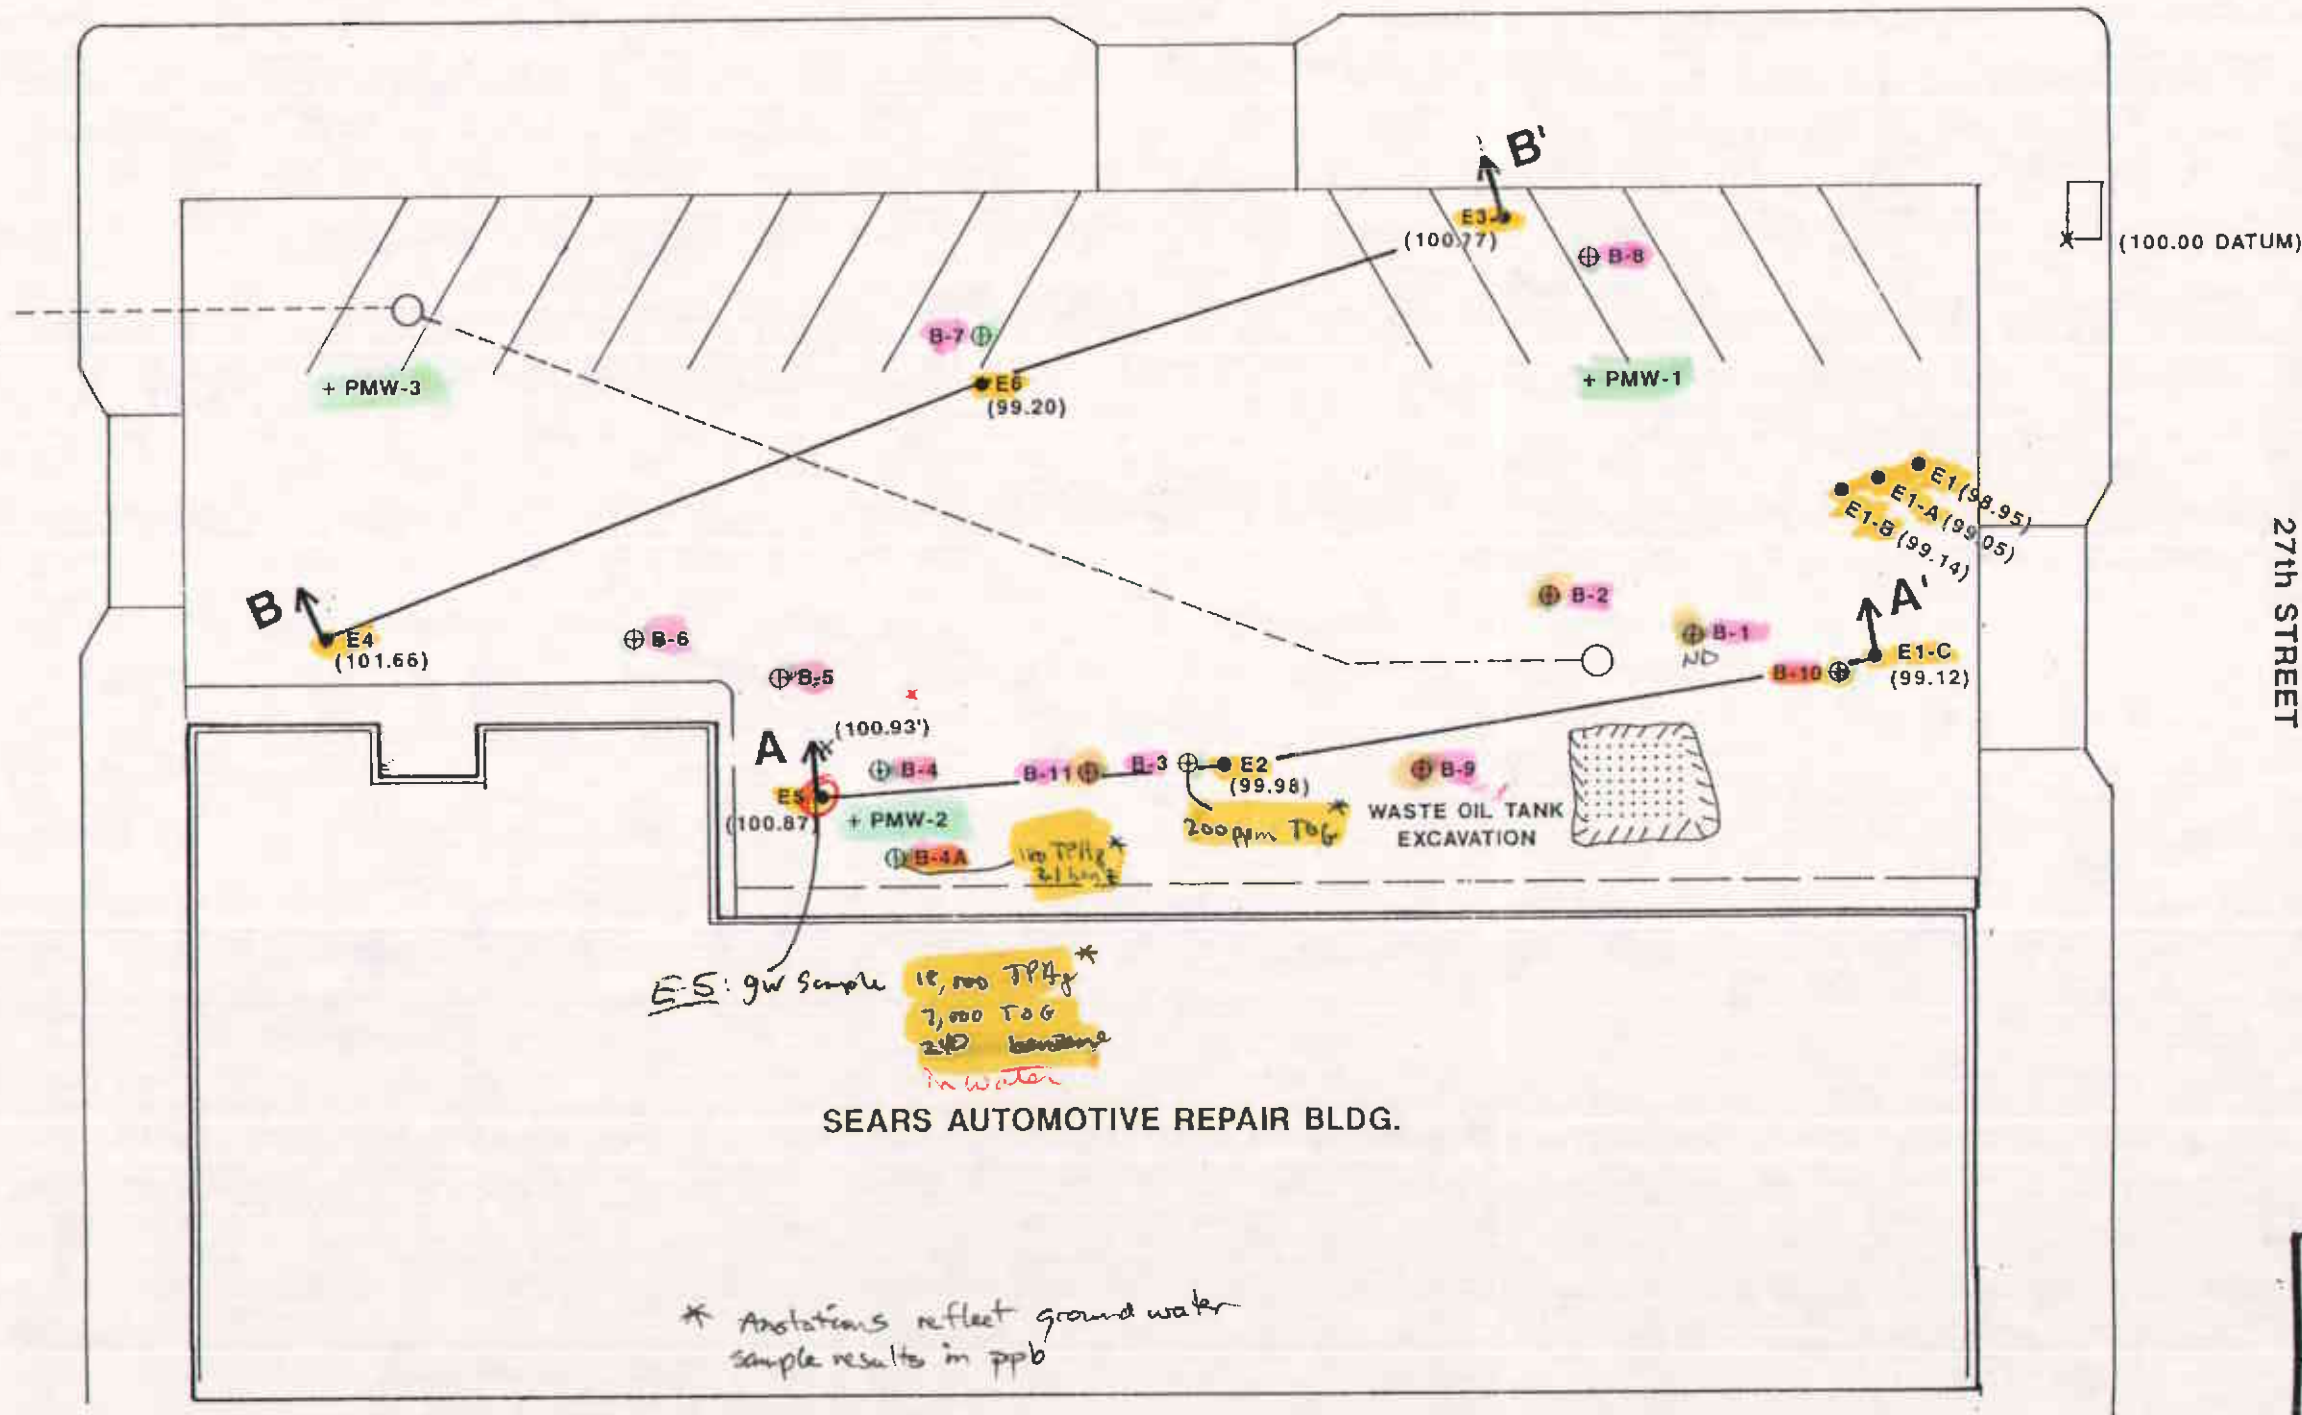 B'
E3
(100.77)
B-8
(100.00 DATUM)
B-7
+ PMW-3
E6
(99.20)
+ PMW-1
E1 (98.95)
E1-A (99.05)
E1-B (99.14)
27th STREET
B
E4
(101.66)
B-6
B-5
B-2
B-1
ND
A'
B-10
E1-C
(99.12)
A
(100.93')
B-4
B-11
B-3
E2
(99.98)
B-9
E5
(100.87)
+ PMW-2
B-4A
TPHg*
200 ppm TOG*
WASTE OIL TANK
EXCAVATION
E-5: gw sample
18,000 TPHg*
7,000 TOG
240 benzene
in water
SEARS AUTOMOTIVE REPAIR BLDG.
* Anotations reflect ground water
sample results in ppb